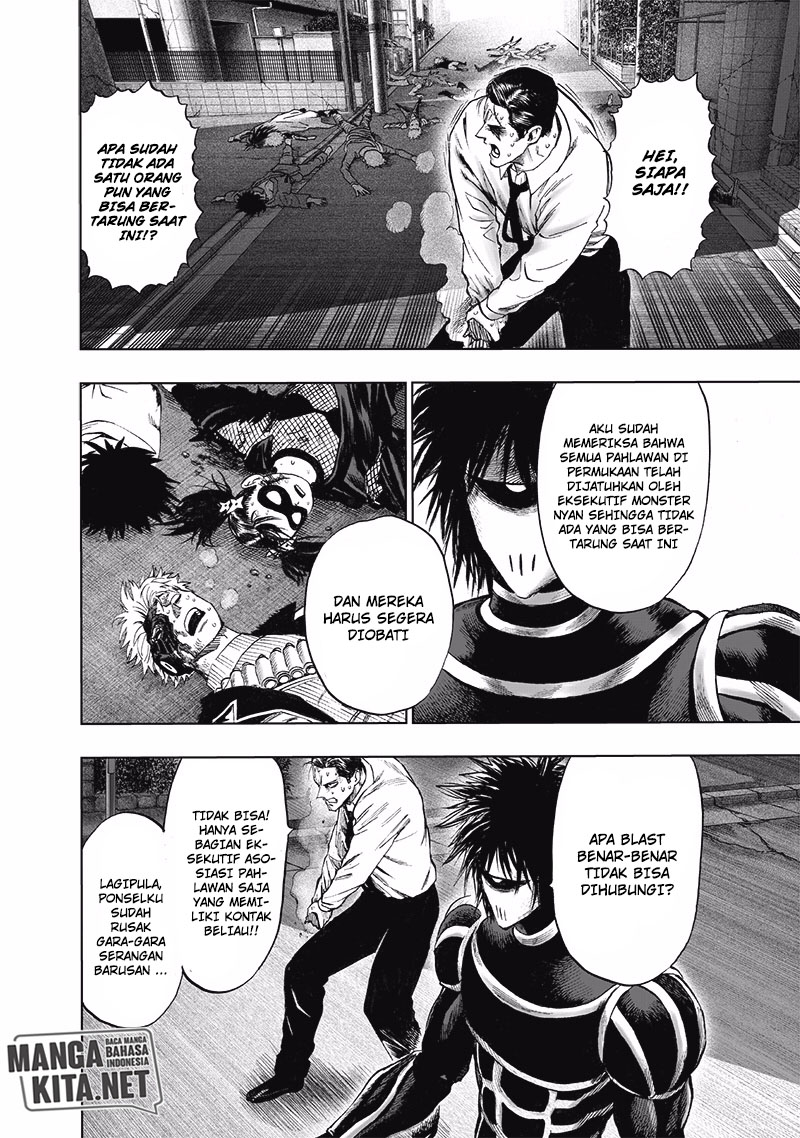 HEI,
SIAPA
SAJA!!
APA SUDAH
TIDAK ADA
SATU ORANG
PUN YANG
BISA BER-
TARUNG SAAT
INI!?
AKU SUDAH
MEMERIKSA BAHWA
SEMUA PAHLAWAN DI
PERMUKAAN TELAH
DIJATUHKAN OLEH
EKSEKUTIF MONSTER
NYAN SEHINGGA TIDAK
ADA YANG BISA BER-
TARUNG SAAT INI
DAN MEREKA
HARUS SEGERA
DIOBATI
APA BLAST
BENAR-BENAR
TIDAK BISA
DIHUBUNGI?
TIDAK BISA!
HANYA SE-
BAGIAN EK-
SEKUTIF ASO-
SIASI PAH-
LAWAN SAJA
YANG MEMI-
LIKI KONTAK
BELIAU!!
LAGIPULA,
PONSELKU
SUDAH
RUSAK
GARA-GARA
SERANGAN
BARUSAN ...
MANGA
KITA.NET
BACA MANGA
BAHASA
INDONESIA